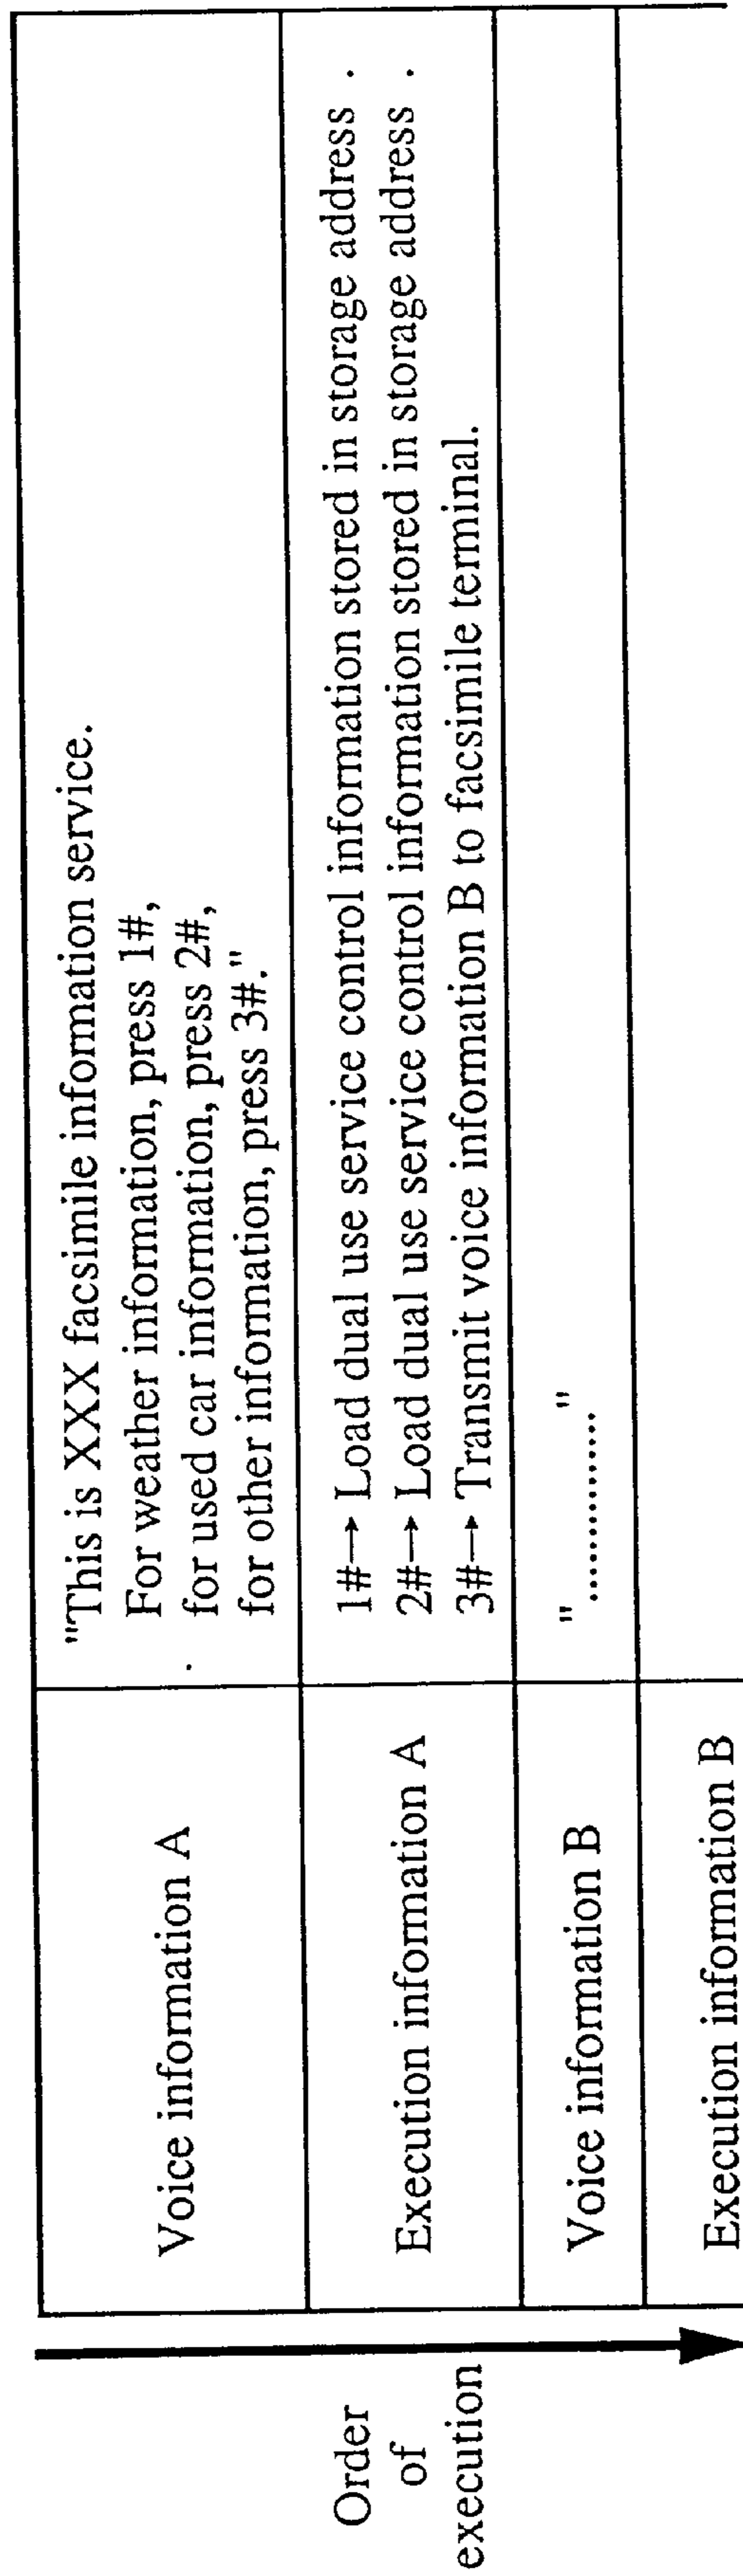 Order
of
execution
Voice information A
"This is XXX facsimile information service.
For weather information, press 1#,
for used car information, press 2#,
for other information, press 3#."
Execution information A
1#→ Load dual use service control information stored in storage address .
2#→ Load dual use service control information stored in storage address .
3#→ Transmit voice information B to facsimile terminal.
Voice information B
" ............... "
Execution information B